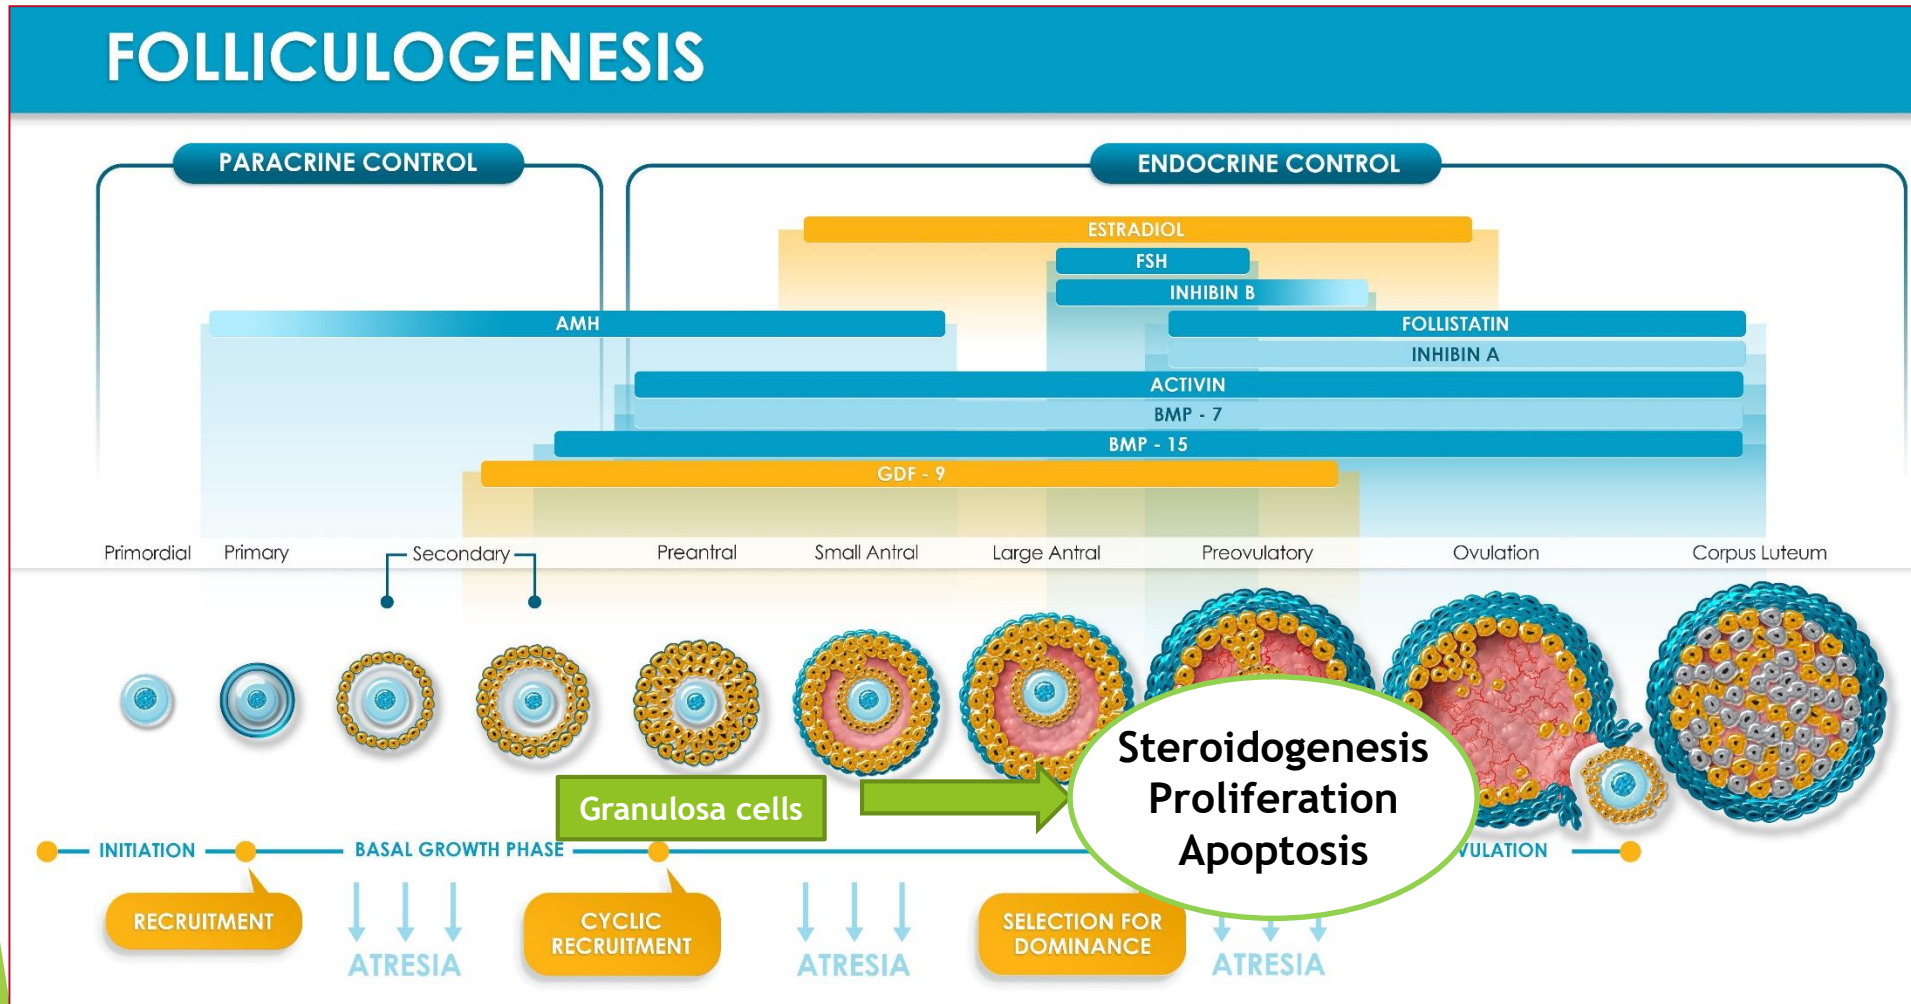 FOLLICULOGENESIS
PARACRINE CONTROL
ENDOCRINE CONTROL
ESTRADIOL
FSH
INHIBIN B
AMH
FOLLISTATIN
INHIBIN A
ACTIVIN
BMP - 7
BMP - 15
GDF - 9
Primordial
Primary
Secondary
Preantral
Small Antral
Large Antral
Preovulatory
Ovulation
Corpus Luteum
Granulosa cells
Steroidogenesis
Proliferation
Apoptosis
INITIATION
BASAL GROWTH PHASE
VULATION
RECRUITMENT
CYCLIC
RECRUITMENT
SELECTION FOR
DOMINANCE
ATRESIA
ATRESIA
ATRESIA